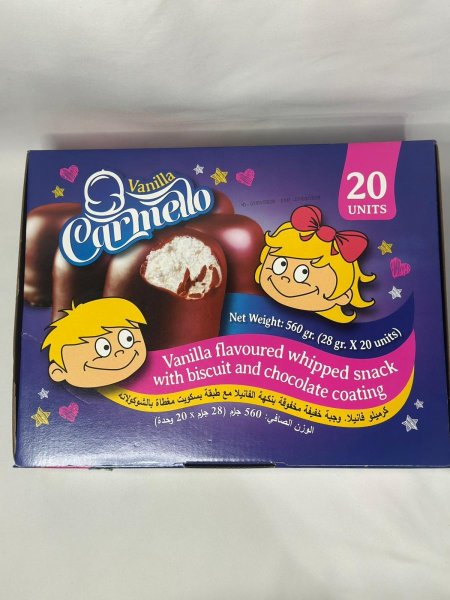 Vanilla
Carmelo
20
UNITS
Net Weight: 560 gr. (28 gr. X 20 units)
Vanilla flavoured whipped snack
with biscuit and chocolate coating
كرميلو فانيلا، وجبة خفيفة مخفوقة بنكهة الفانيلا مع طبقة بسكويت مغطاة بالشوكولاتة
الوزن الصافي: 560 جرام (28 جرام × 20 وحدة)